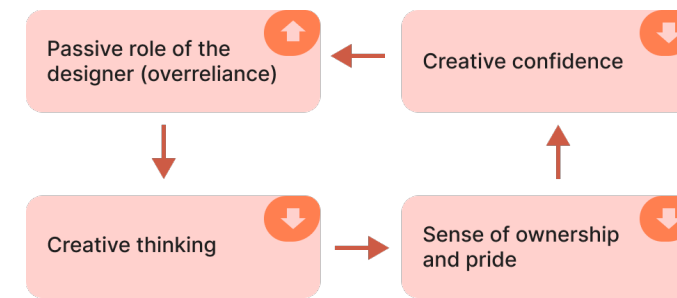 Passive role of the
designer (overreliance)
Creative confidence
Creative thinking
Sense of ownership
and pride